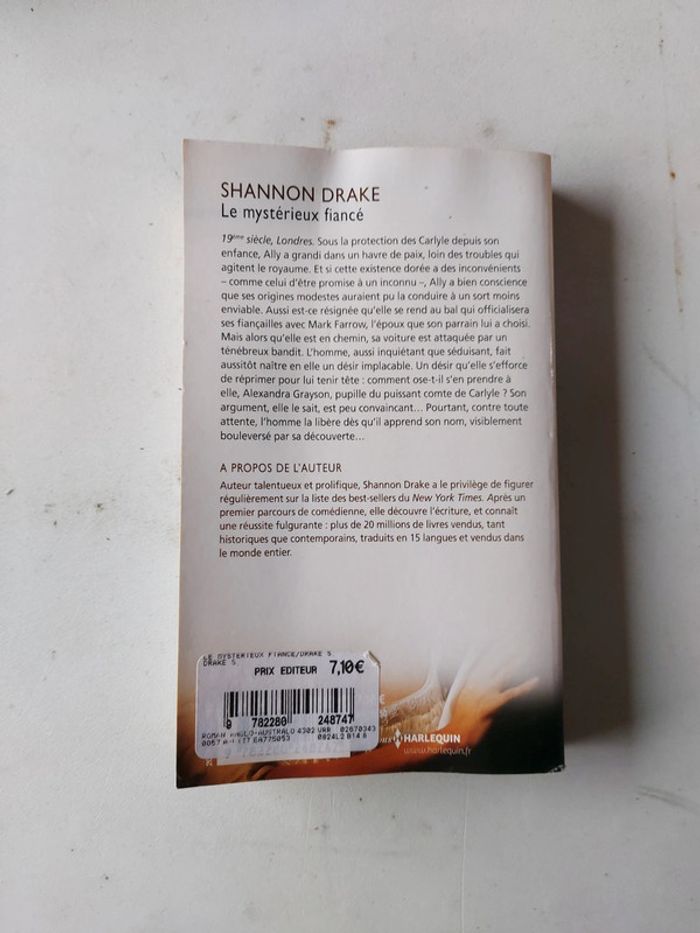 SHANNON DRAKE
Le mystérieux fiancé
19ème siècle, Londres. Sous la protection des Carlyle depuis son
enfance, Ally a grandi dans un havre de paix, loin des troubles qui
agitent le royaume. Et si cette existence dorée a des inconvénients
– comme celui d'être promise à un inconnu –, Ally a bien conscience
que ses origines modestes auraient pu la conduire à un sort moins
enviable. Aussi est-ce résignée qu'elle se rend au bal qui officialisera
ses fiançailles avec Mark Farrow, l'époux que son parrain lui a choisi.
Mais alors qu'elle est en chemin, sa voiture est attaquée par un
ténébreux bandit. L'homme, aussi inquiétant que séduisant, fait
aussitôt naître en elle un désir implacable. Un désir qu'elle s'efforce
de réprimer pour lui tenir tête : comment ose-t-il s'en prendre à
elle, Alexandra Grayson, pupille du puissant comte de Carlyle ? Son
argument, elle le sait, est peu convaincant... Pourtant, contre toute
attente, l'homme la libère dès qu'il apprend son nom, visiblement
bouleversé par sa découverte...
A PROPOS DE L'AUTEUR
Auteur talentueux et prolifique, Shannon Drake a le privilège de figurer
régulièrement sur la liste des best-sellers du New York Times. Après un
premier parcours de comédienne, elle découvre l'écriture, et connaît
une réussite fulgurante : plus de 20 millions de livres vendus, tant
historiques que contemporains, traduits en 15 langues et vendus dans
le monde entier.
LE MYSTERIEUX FIANCE/DRAKE S
DRAKE S
PRIX EDITEUR 7,10€
9 782280 248747
ROMAN ANGLO-AUSTRALO 4302 VRR 02670343
0057 EA775053 0824L2 B14 6
HARLEQUIN
www.harlequin.fr